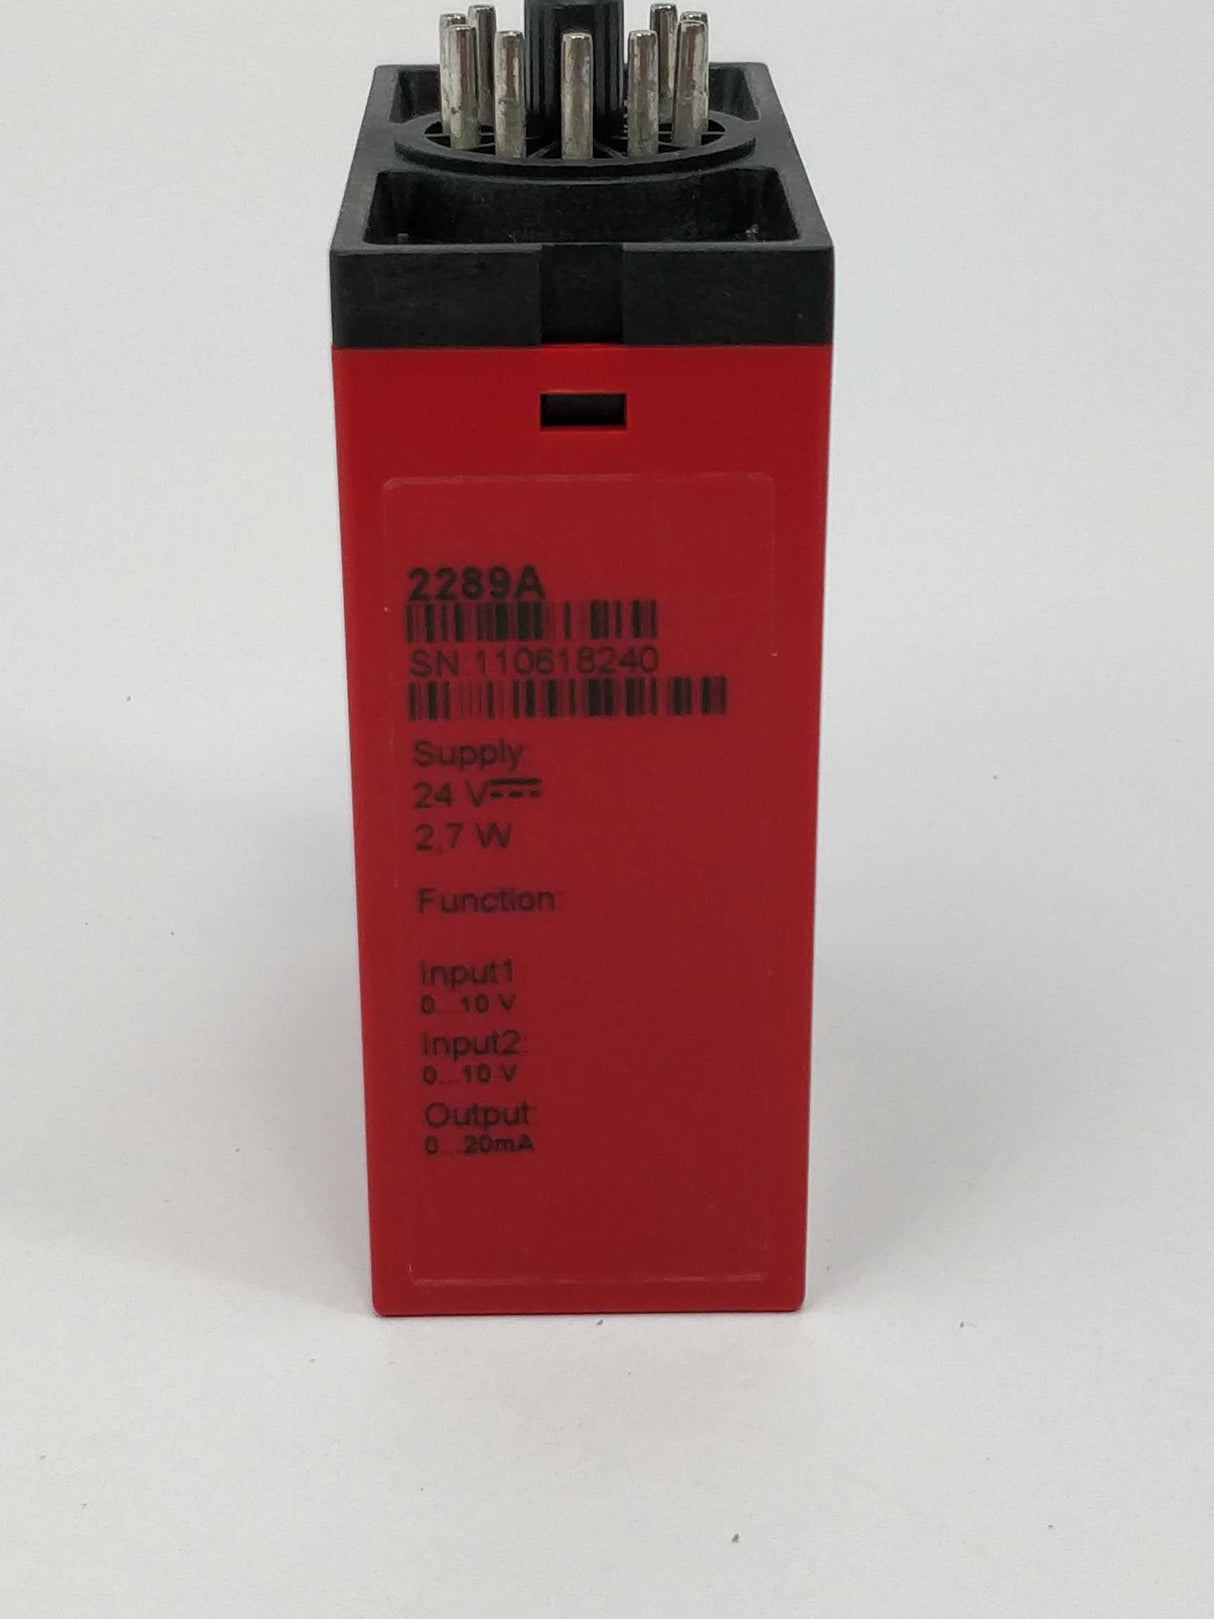 2289A
SN:110618240
Supply:
24 V
2,7 W
Function:
Input1:
0...10 V
Input2:
0...10 V
Output:
0...20mA